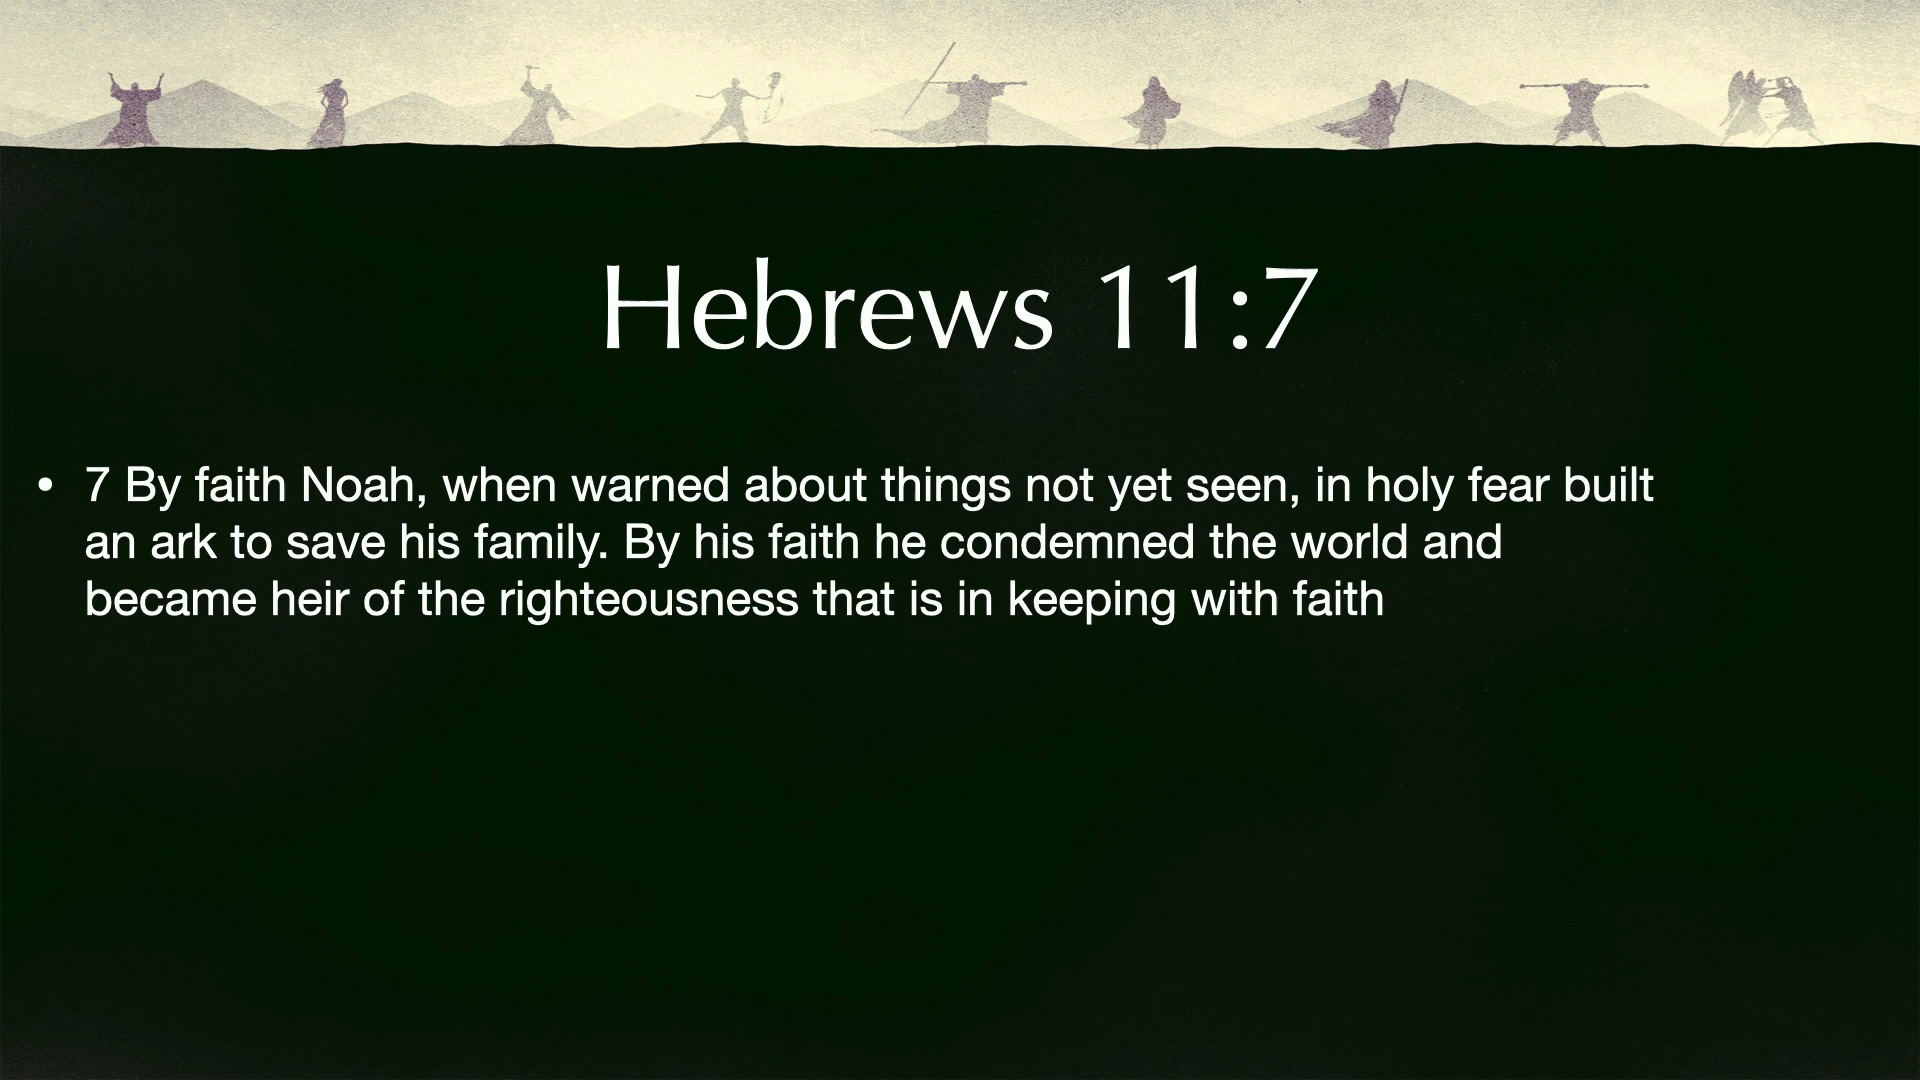 Hebrews 11:7
• 7 By faith Noah, when warned about things not yet seen, in holy fear built
an ark to save his family. By his faith he condemned the world and
became heir of the righteousness that is in keeping with faith